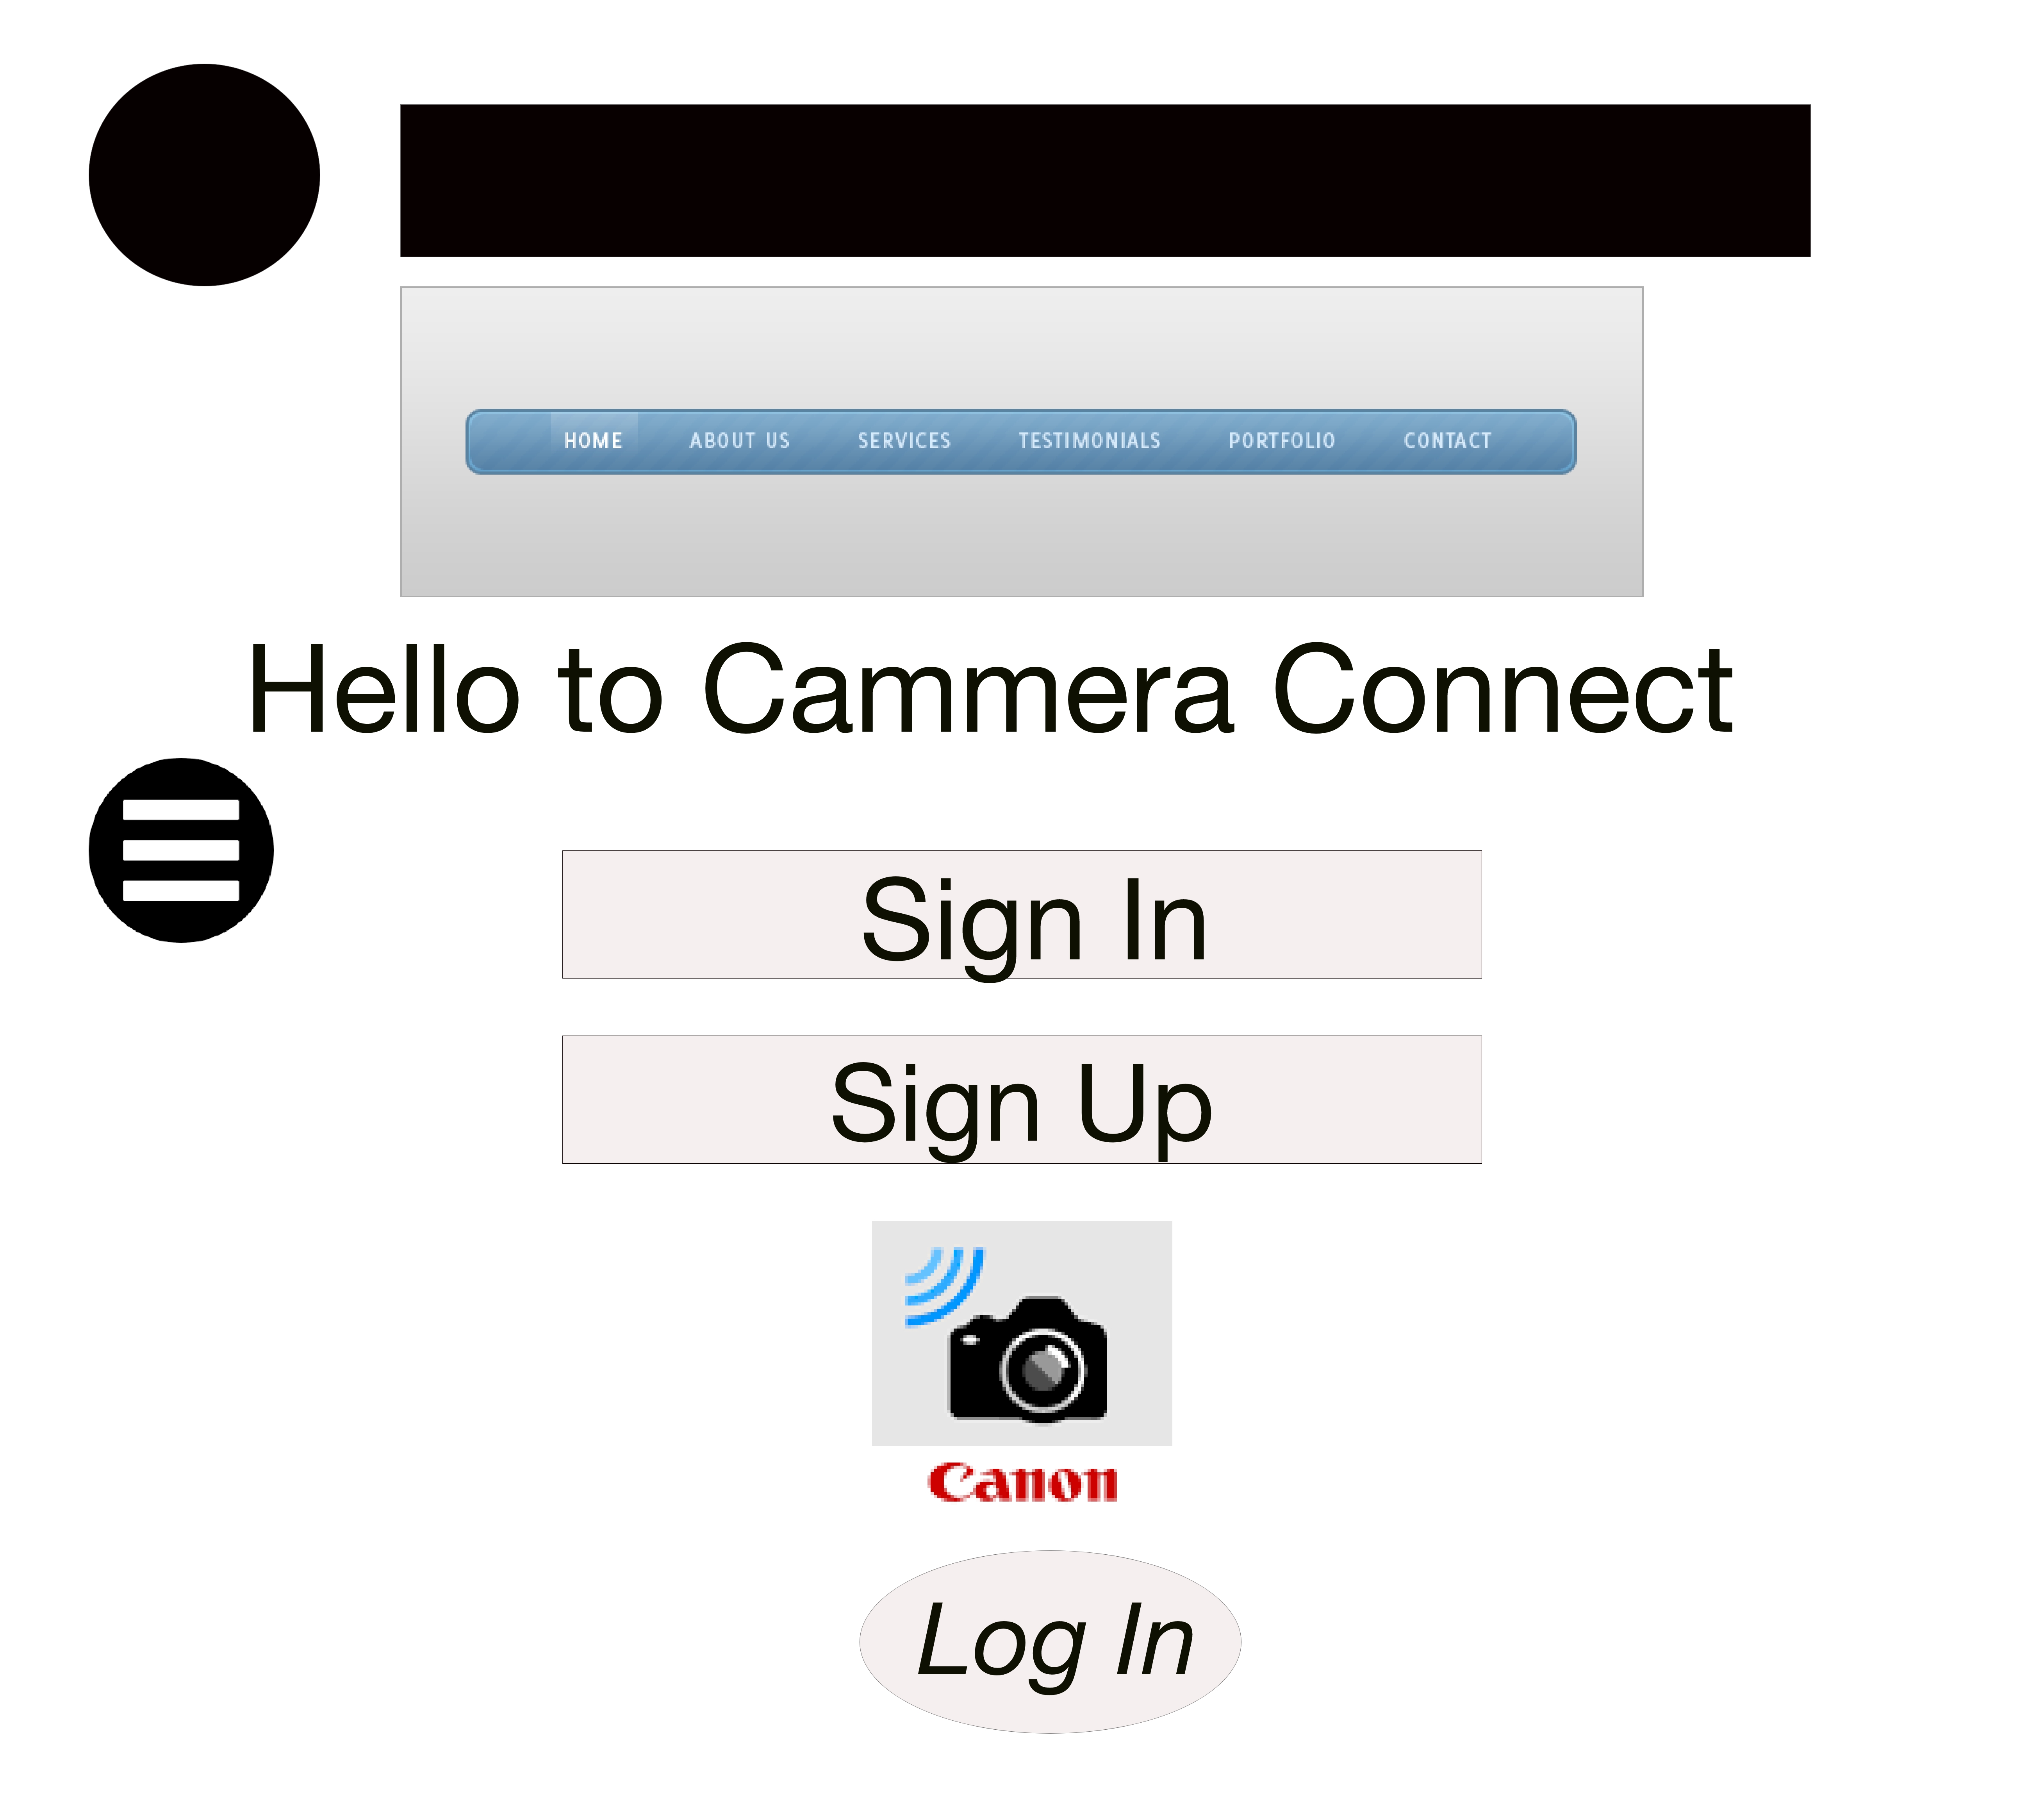 HOME ABOUT US SERVICES TESTIMONIALS PORTFOLIO CONTACT
Hello to Cammera Connect
Sign In
Sign Up
Canon
Log In